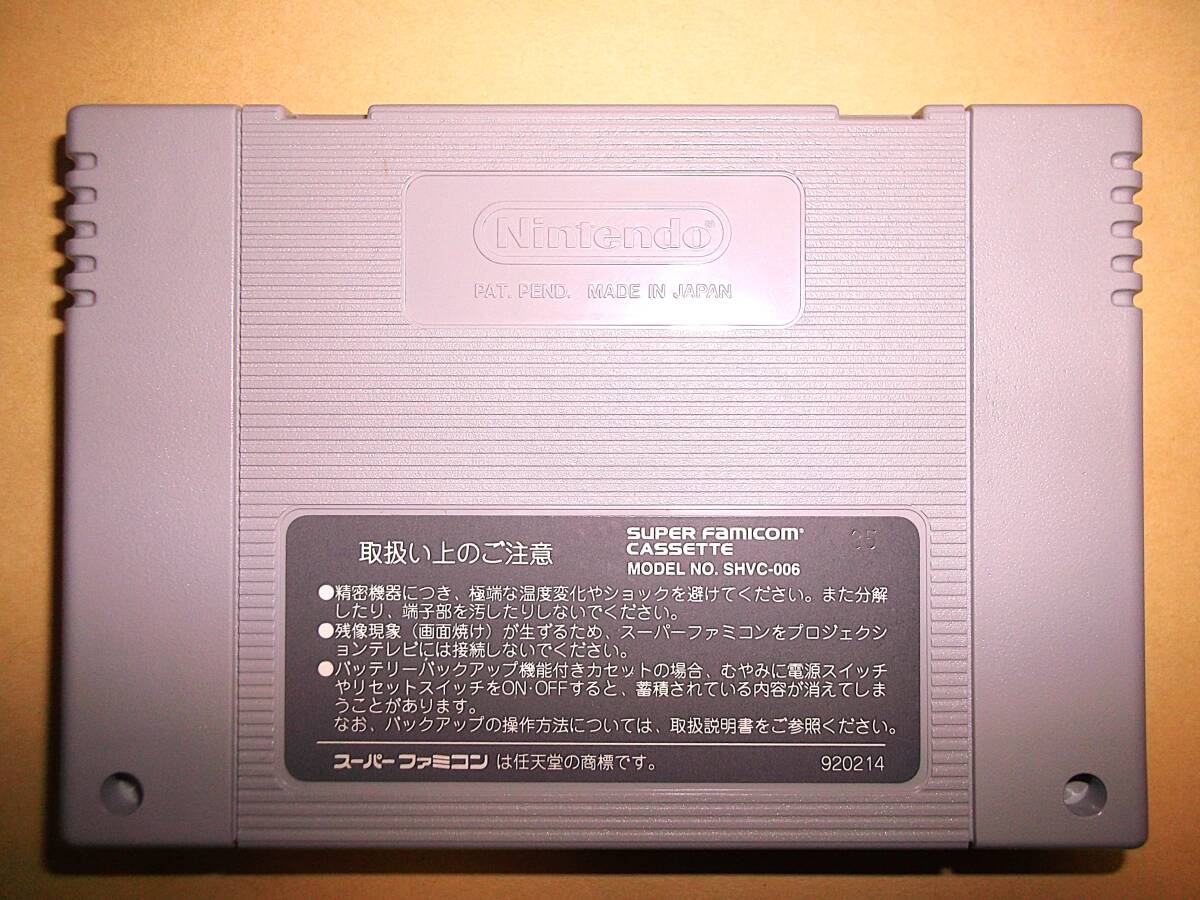 Nintendo®
PAT. PEND. MADE IN JAPAN
取扱い上のご注意
SUPER FAMICOM®
CASSETTE
MODEL NO. SHVC-006
●精密機器につき、極端な温度変化やショックを避けてください。また分解
したり、端子部を汚したりしないでください。
●残像現象（画面焼け）が生ずるため、スーパーファミコンをプロジェクシ
ョンテレビには接続しないでください。
●バッテリーバックアップ機能付きカセットの場合、むやみに電源スイッチ
やリセットスイッチをON・OFFすると、蓄積されている内容が消えてしま
うことがあります。
なお、バックアップの操作方法については、取扱説明書をご参照ください。
スーパーファミコンは任天堂の商標です。
920214